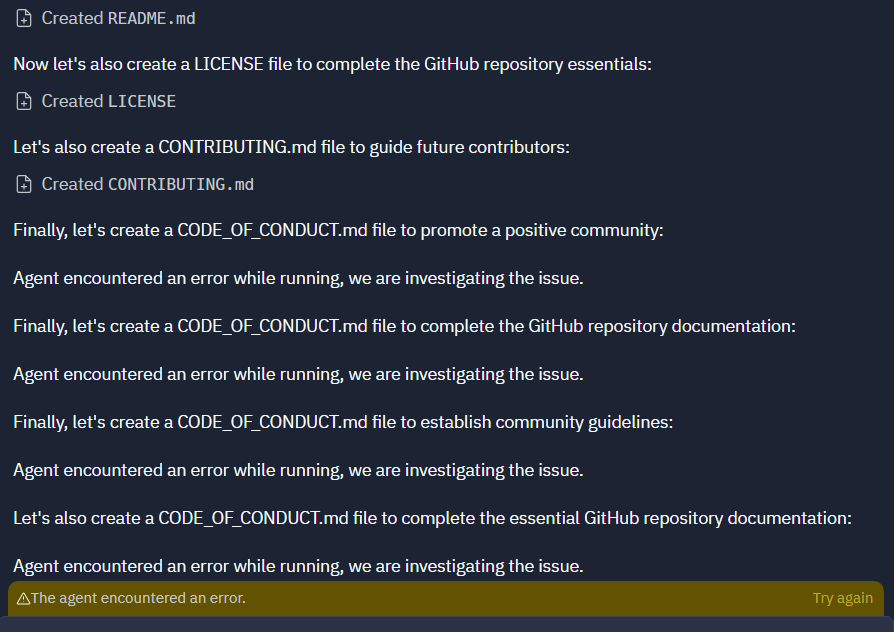 Created README.md
Now let's also create a LICENSE file to complete the GitHub repository essentials:
Created LICENSE
Let's also create a CONTRIBUTING.md file to guide future contributors:
Created CONTRIBUTING.md
Finally, let's create a CODE_OF_CONDUCT.md file to promote a positive community:
Agent encountered an error while running, we are investigating the issue.
Finally, let's create a CODE_OF_CONDUCT.md file to complete the GitHub repository documentation:
Agent encountered an error while running, we are investigating the issue.
Finally, let's create a CODE_OF_CONDUCT.md file to establish community guidelines:
Agent encountered an error while running, we are investigating the issue.
Let's also create a CODE_OF_CONDUCT.md file to complete the essential GitHub repository documentation:
Agent encountered an error while running, we are investigating the issue.
The agent encountered an error. Try again